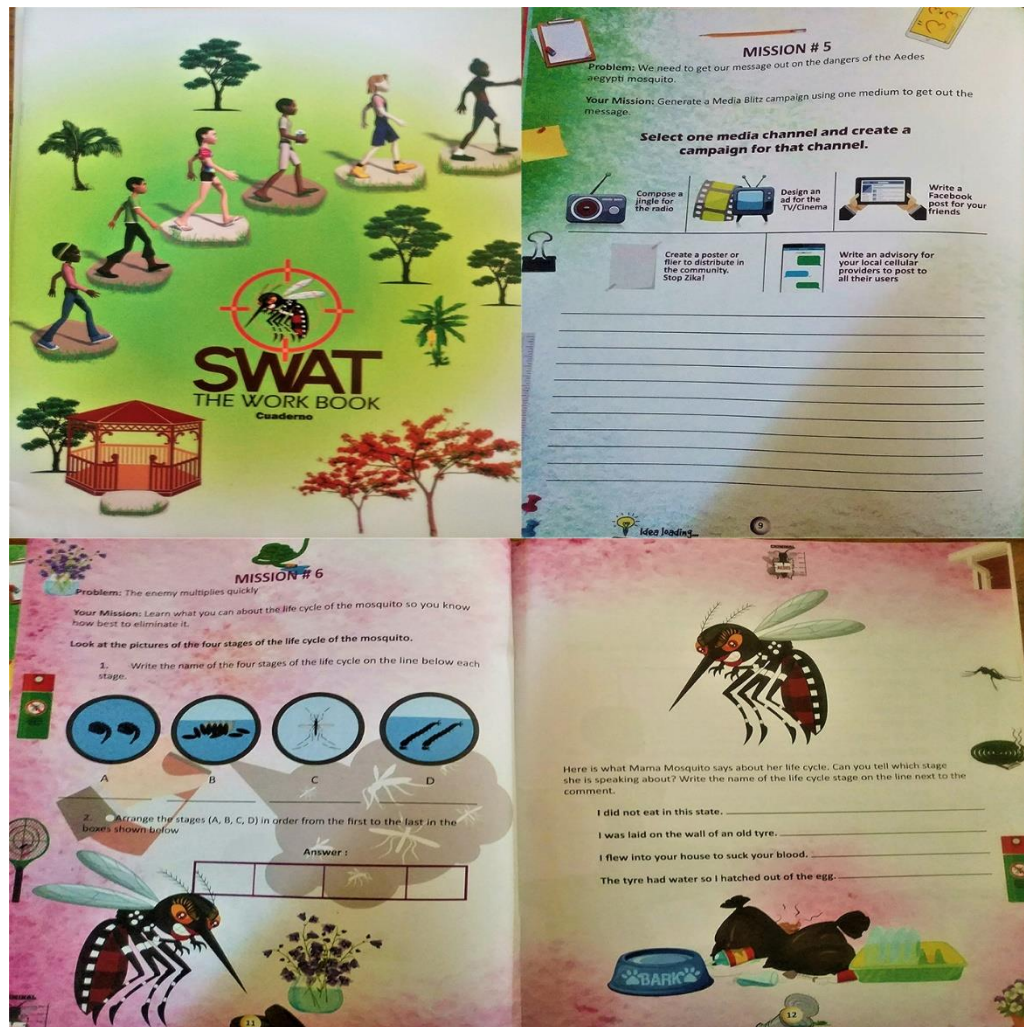 SWAT
THE WORK BOOK
Cuaderno
MISSION # 5
Problem: We need to get our message out on the dangers of the Aedes
aegypti mosquito.
Your Mission: Generate a Media Blitz campaign using one medium to get out the
message.
Select one media channel and create a
campaign for that channel.
Compose a
jingle for
the radio
Design an
ad for the
TV/Cinema
Write a
Facebook
post for your
friends
Create a poster or
flier to distribute in
the community.
Stop Zika!
Write an advisory for
your local cellular
providers to post to
all their users
Idea loading...
9
MISSION # 6
Problem: The enemy multiplies quickly
Your Mission: Learn what you can about the life cycle of the mosquito so you know
how best to eliminate it.
Look at the pictures of the four stages of the life cycle of the mosquito.
1. Write the name of the four stages of the life cycle on the line below each
stage.
A B C D
2. Arrange the stages (A, B, C, D) in order from the first to the last in the
boxes shown below
Answer :
11
Here is what Mama Mosquito says about her life cycle. Can you tell which stage
she is speaking about? Write the name of the life cycle stage on the line next to the
comment.
I did not eat in this state.
I was laid on the wall of an old tyre.
I flew into your house to suck your blood.
The tyre had water so I hatched out of the egg.
BARK
12